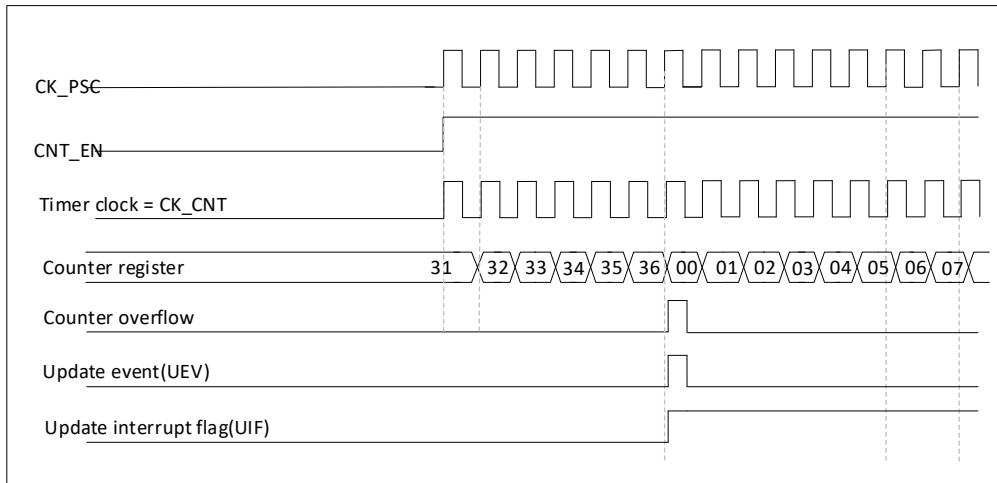 CK_PSC
CNT_EN
Timer clock = CK_CNT
Counter register 31 32 33 34 35 36 00 01 02 03 04 05 06 07
Counter overflow
Update event(UEV)
Update interrupt flag(UIF)